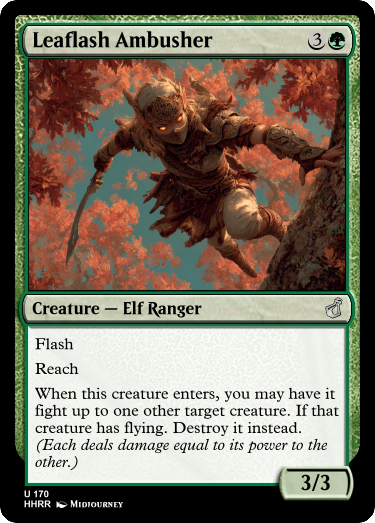 Leaflash Ambusher 3
Creature — Elf Ranger
Flash
Reach
When this creature enters, you may have it
fight up to one other target creature. If that
creature has flying. Destroy it instead.
(Each deals damage equal to its power to the
other.)
3/3
U 170
HHRR Midjourney